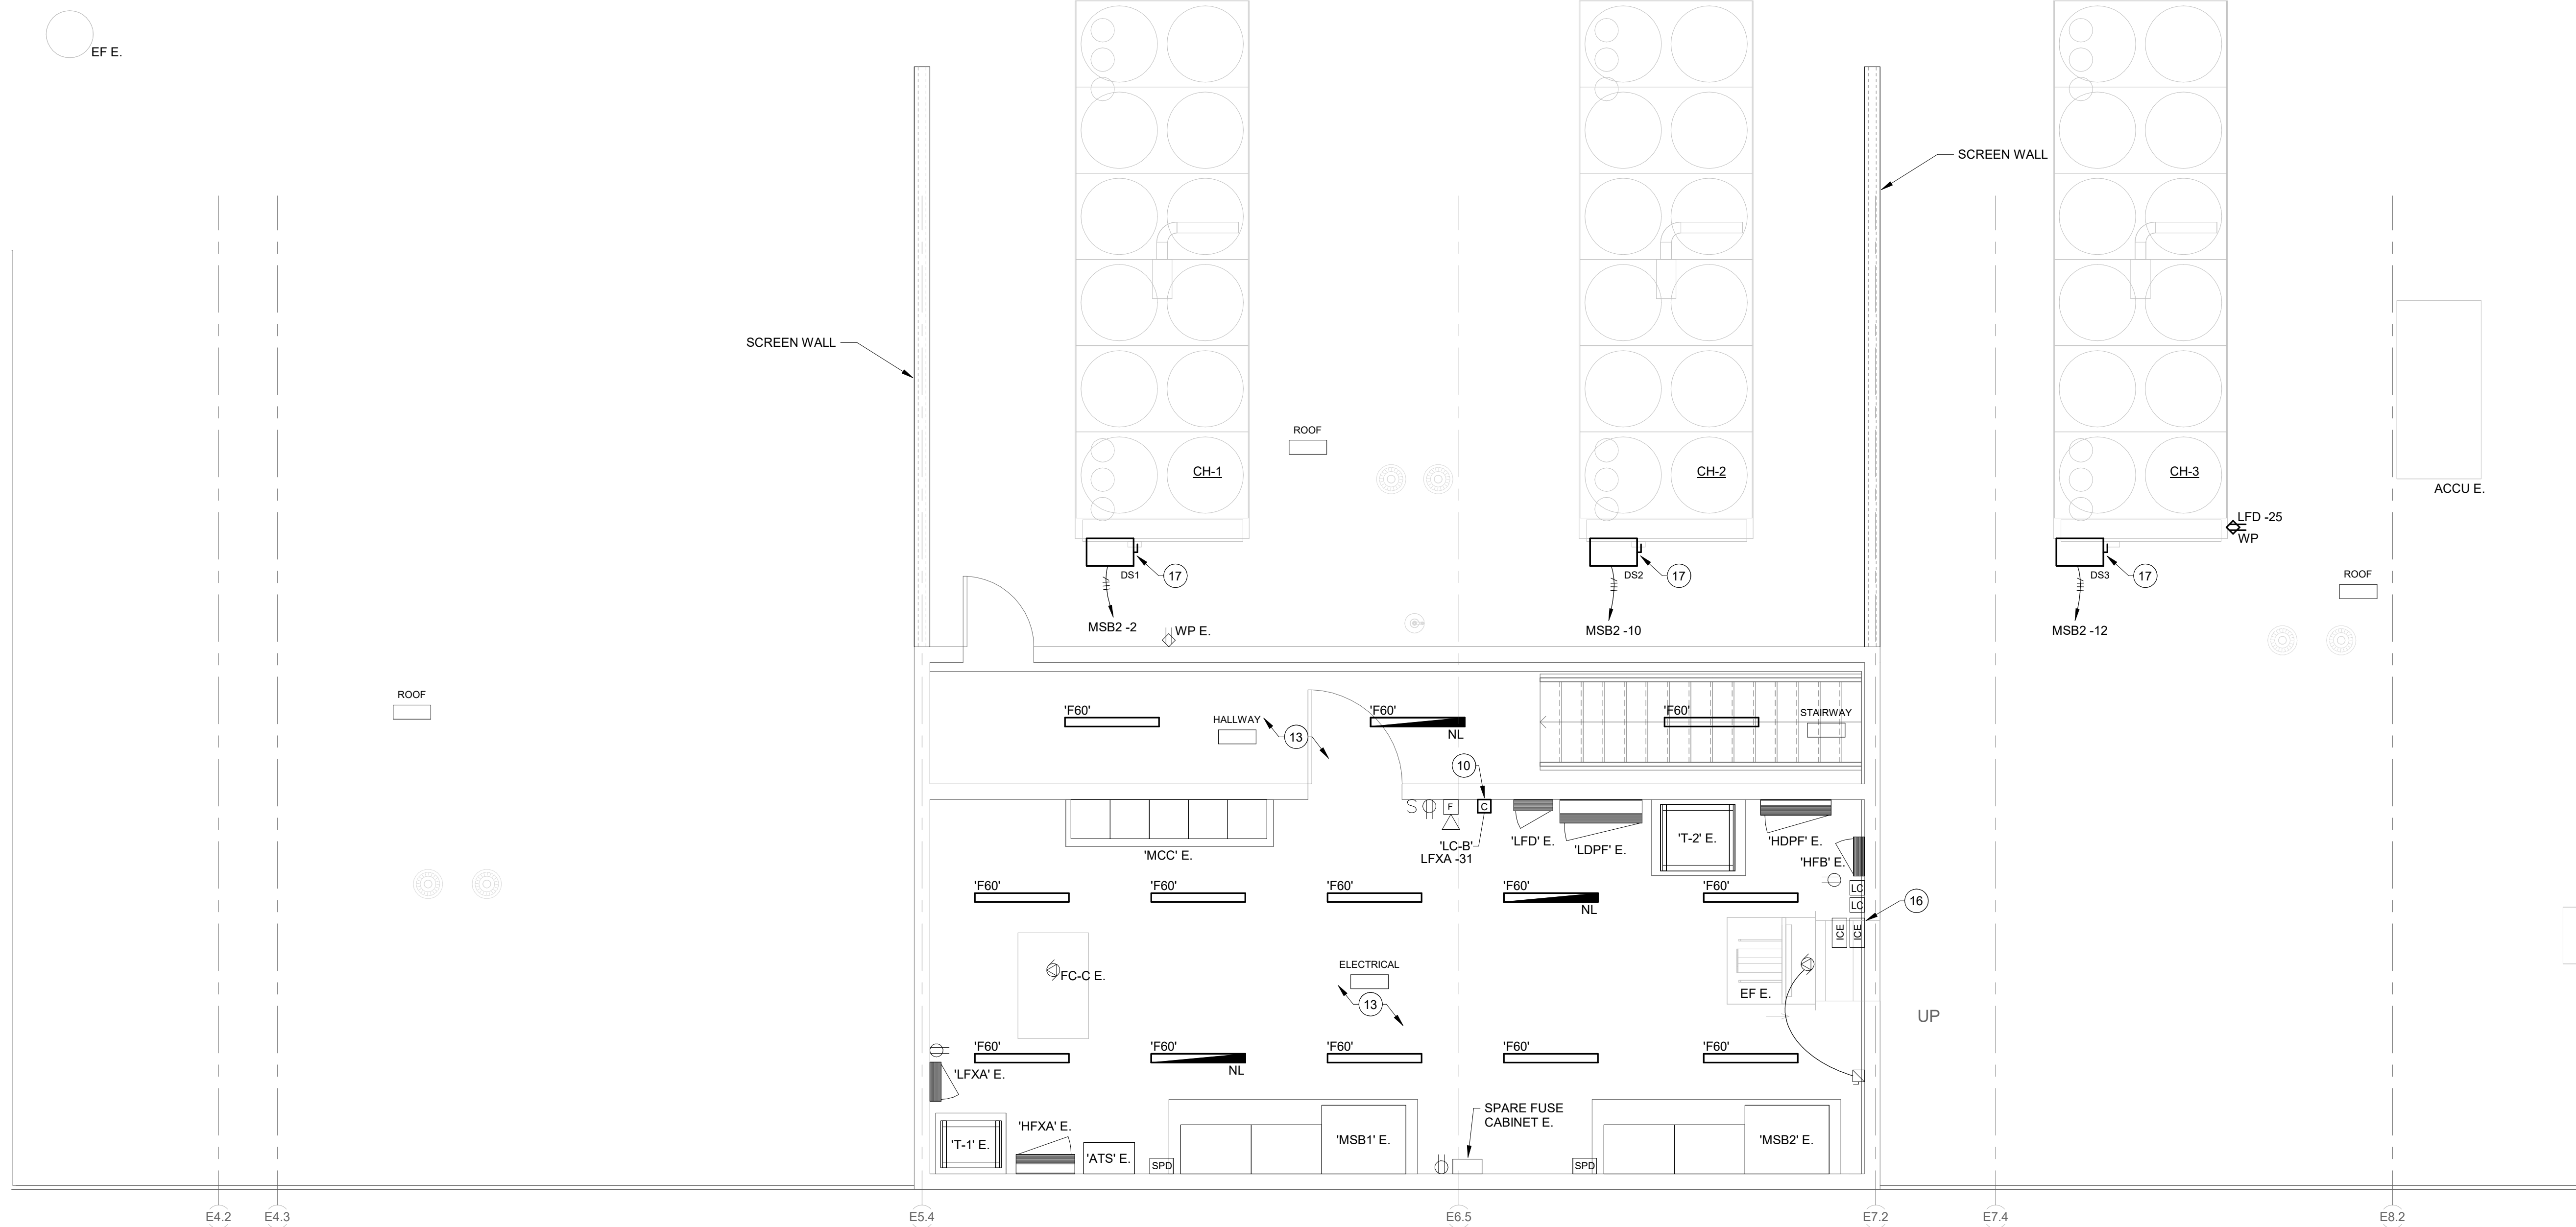 EF E.
SCREEN WALL
SCREEN WALL
ROOF
CH-1
CH-2
CH-3
ACCU E.
LFD -25
WP
DS1
17
DS2
17
DS3
17
ROOF
MSB2 -2
WP E.
MSB2 -10
MSB2 -12
ROOF
'F60'
HALLWAY
13
'F60'
NL
'F60'
STAIRWAY
10
S
F
C
'MCC' E.
'LC-B'
LFXA -31
'LFD' E.
'LDPF' E.
'T-2' E.
'HDPF' E.
'HFB' E.
'F60'
'F60'
'F60'
'F60'
NL
'F60'
LC
LC
16
ICE
ICE
FC-C E.
ELECTRICAL
13
EF E.
UP
'F60'
'F60'
NL
'F60'
'F60'
'F60'
'LFXA' E.
'T-1' E.
'HFXA' E.
'ATS' E.
SPD
'MSB1' E.
SPARE FUSE
CABINET E.
SPD
'MSB2' E.
E4.2
E4.3
E5.4
E6.5
E7.2
E7.4
E8.2